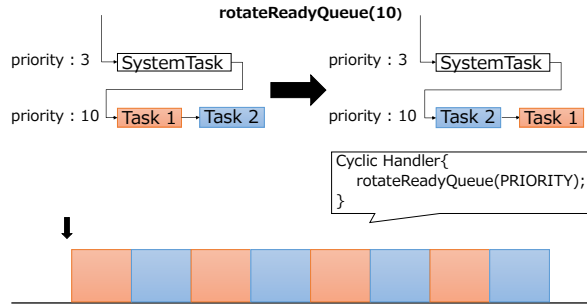 rotateReadyQueue(10)
priority : 3
SystemTask
priority : 10
Task 1
Task 2
priority : 3
SystemTask
priority : 10
Task 2
Task 1
Cyclic Handler{
rotateReadyQueue(PRIORITY);
}